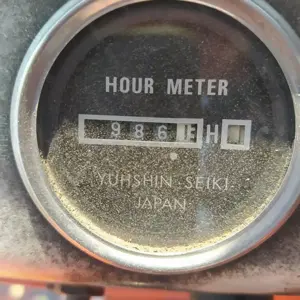 HOUR METER
986 H
YUHSHIN SEIKI
JAPAN